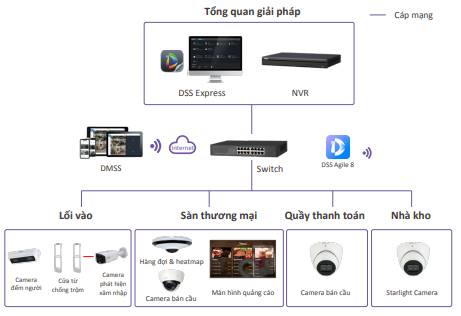 Tổng quan giải pháp
Cáp mạng
DSS Express
NVR
Internet
DMSS
Switch
DSS Agile 8
Lối vào
Sàn thương mại
Quầy thanh toán
Nhà kho
Camera
đếm người
Cửa từ
chống trộm
Camera
phát hiện
xâm nhập
Hàng đợi & heatmap
Camera bán cầu
Màn hình quảng cáo
Camera bán cầu
Starlight Camera